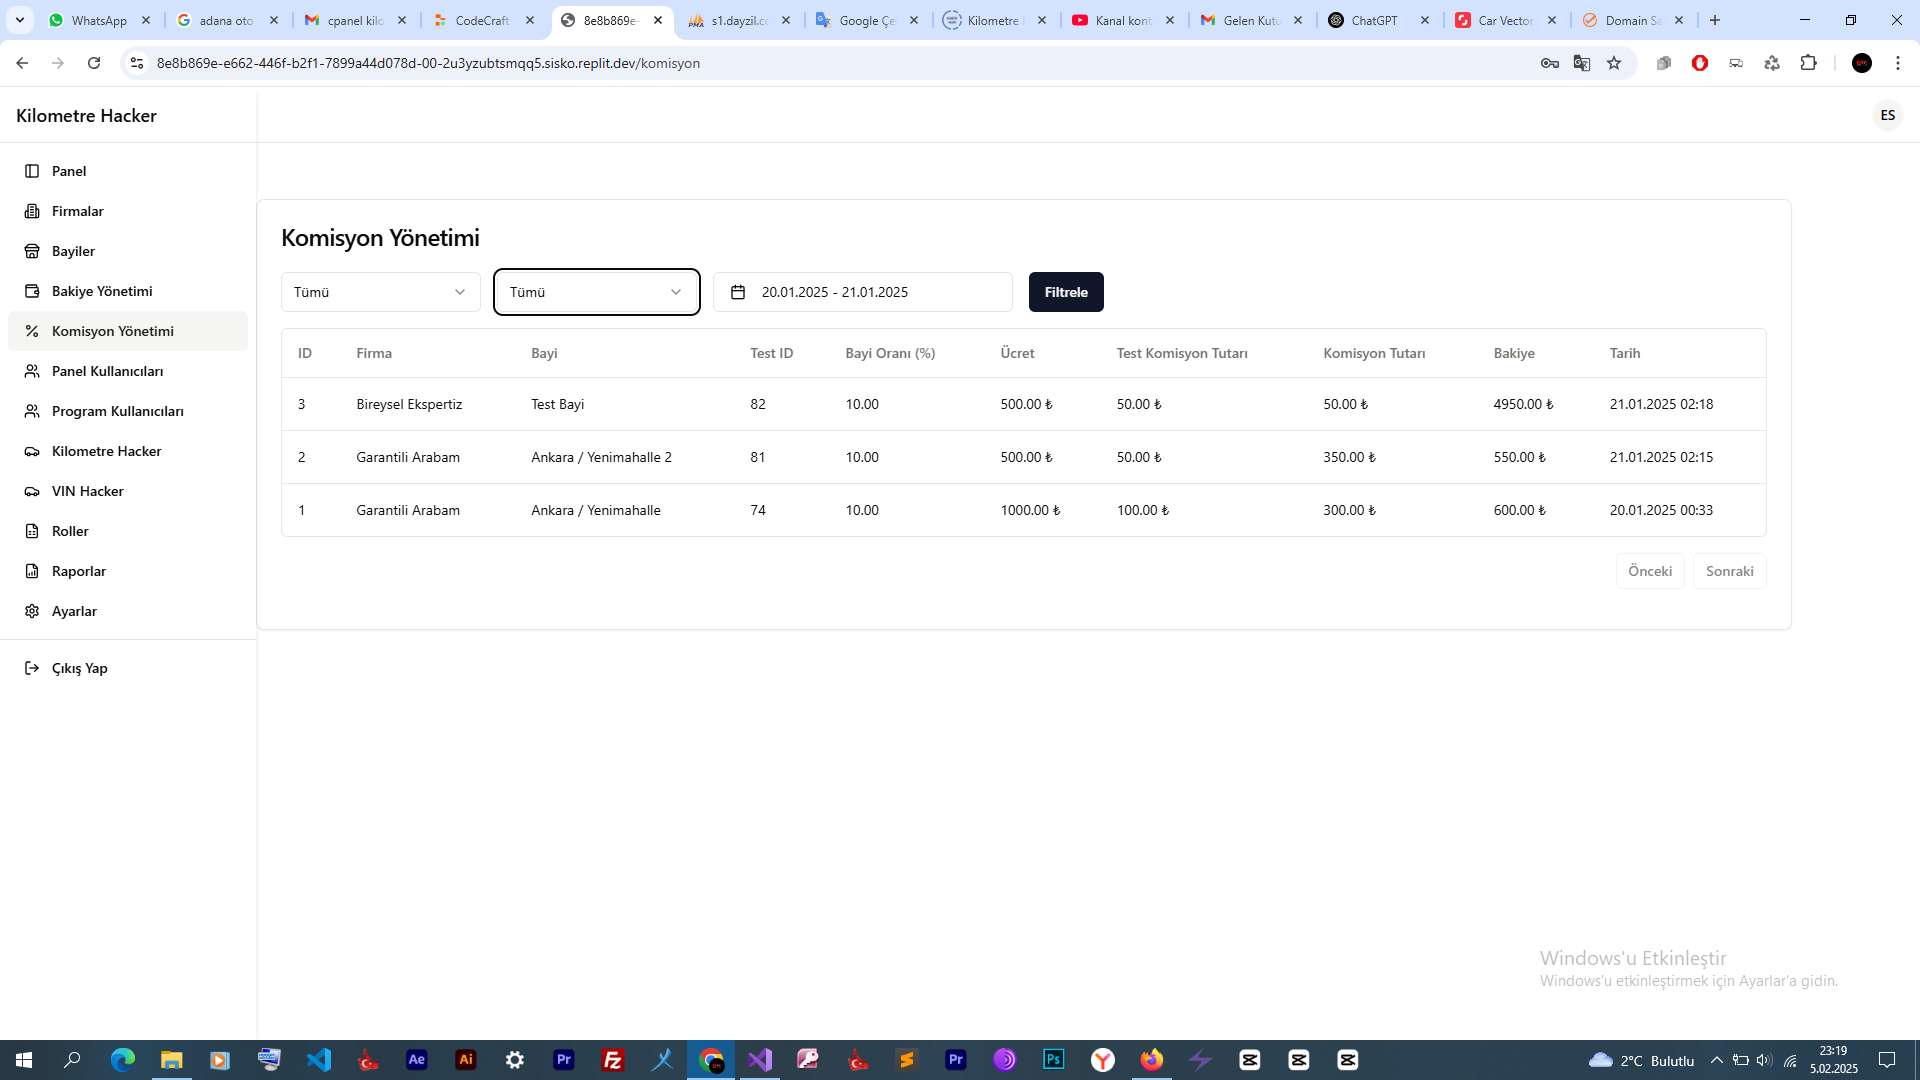 WhatsApp
adana oto
cpanel kilo
CodeCraft
8e8b869e-
s1.dayzil.co
Google Çe
Kilometre
Kanal kont
Gelen Kutu
ChatGPT
Car Vector
Domain Sa
8e8b869e-e662-446f-b2f1-7899a44d078d-00-2u3yzubtsmqq5.sisko.replit.dev/komisyon
Kilometre Hacker
ES
Panel
Firmalar
Bayiler
Bakiye Yönetimi
Komisyon Yönetimi
Panel Kullanıcıları
Program Kullanıcıları
Kilometre Hacker
VIN Hacker
Roller
Raporlar
Ayarlar
Çıkış Yap
Komisyon Yönetimi
Tümü Tümü 20.01.2025 - 21.01.2025 Filtrele
ID Firma Bayi Test ID Bayi Oranı (%) Ücret Test Komisyon Tutarı Komisyon Tutarı Bakiye Tarih
3 Bireysel Ekspertiz Test Bayi 82 10.00 500.00 ₺ 50.00 ₺ 50.00 ₺ 4950.00 ₺ 21.01.2025 02:18
2 Garantili Arabam Ankara / Yenimahalle 2 81 10.00 500.00 ₺ 50.00 ₺ 350.00 ₺ 550.00 ₺ 21.01.2025 02:15
1 Garantili Arabam Ankara / Yenimahalle 74 10.00 1000.00 ₺ 100.00 ₺ 300.00 ₺ 600.00 ₺ 20.01.2025 00:33
Önceki Sonraki
Windows'u Etkinleştir
Windows'u etkinleştirmek için Ayarlar'a gidin.
Ae Ai Pr Fz Pr Ps Y
2°C Bulutlu
23:19
5.02.2025